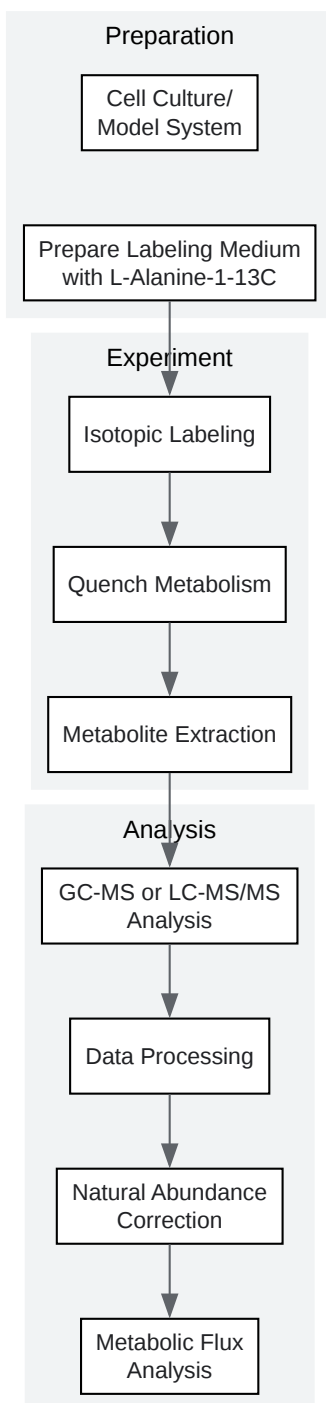 Preparation
Cell Culture/
Model System
Prepare Labeling Medium
with L-Alanine-1-13C
Experiment
Isotopic Labeling
Quench Metabolism
Metabolite Extraction
Analysis
GC-MS or LC-MS/MS
Analysis
Data Processing
Natural Abundance
Correction
Metabolic Flux
Analysis